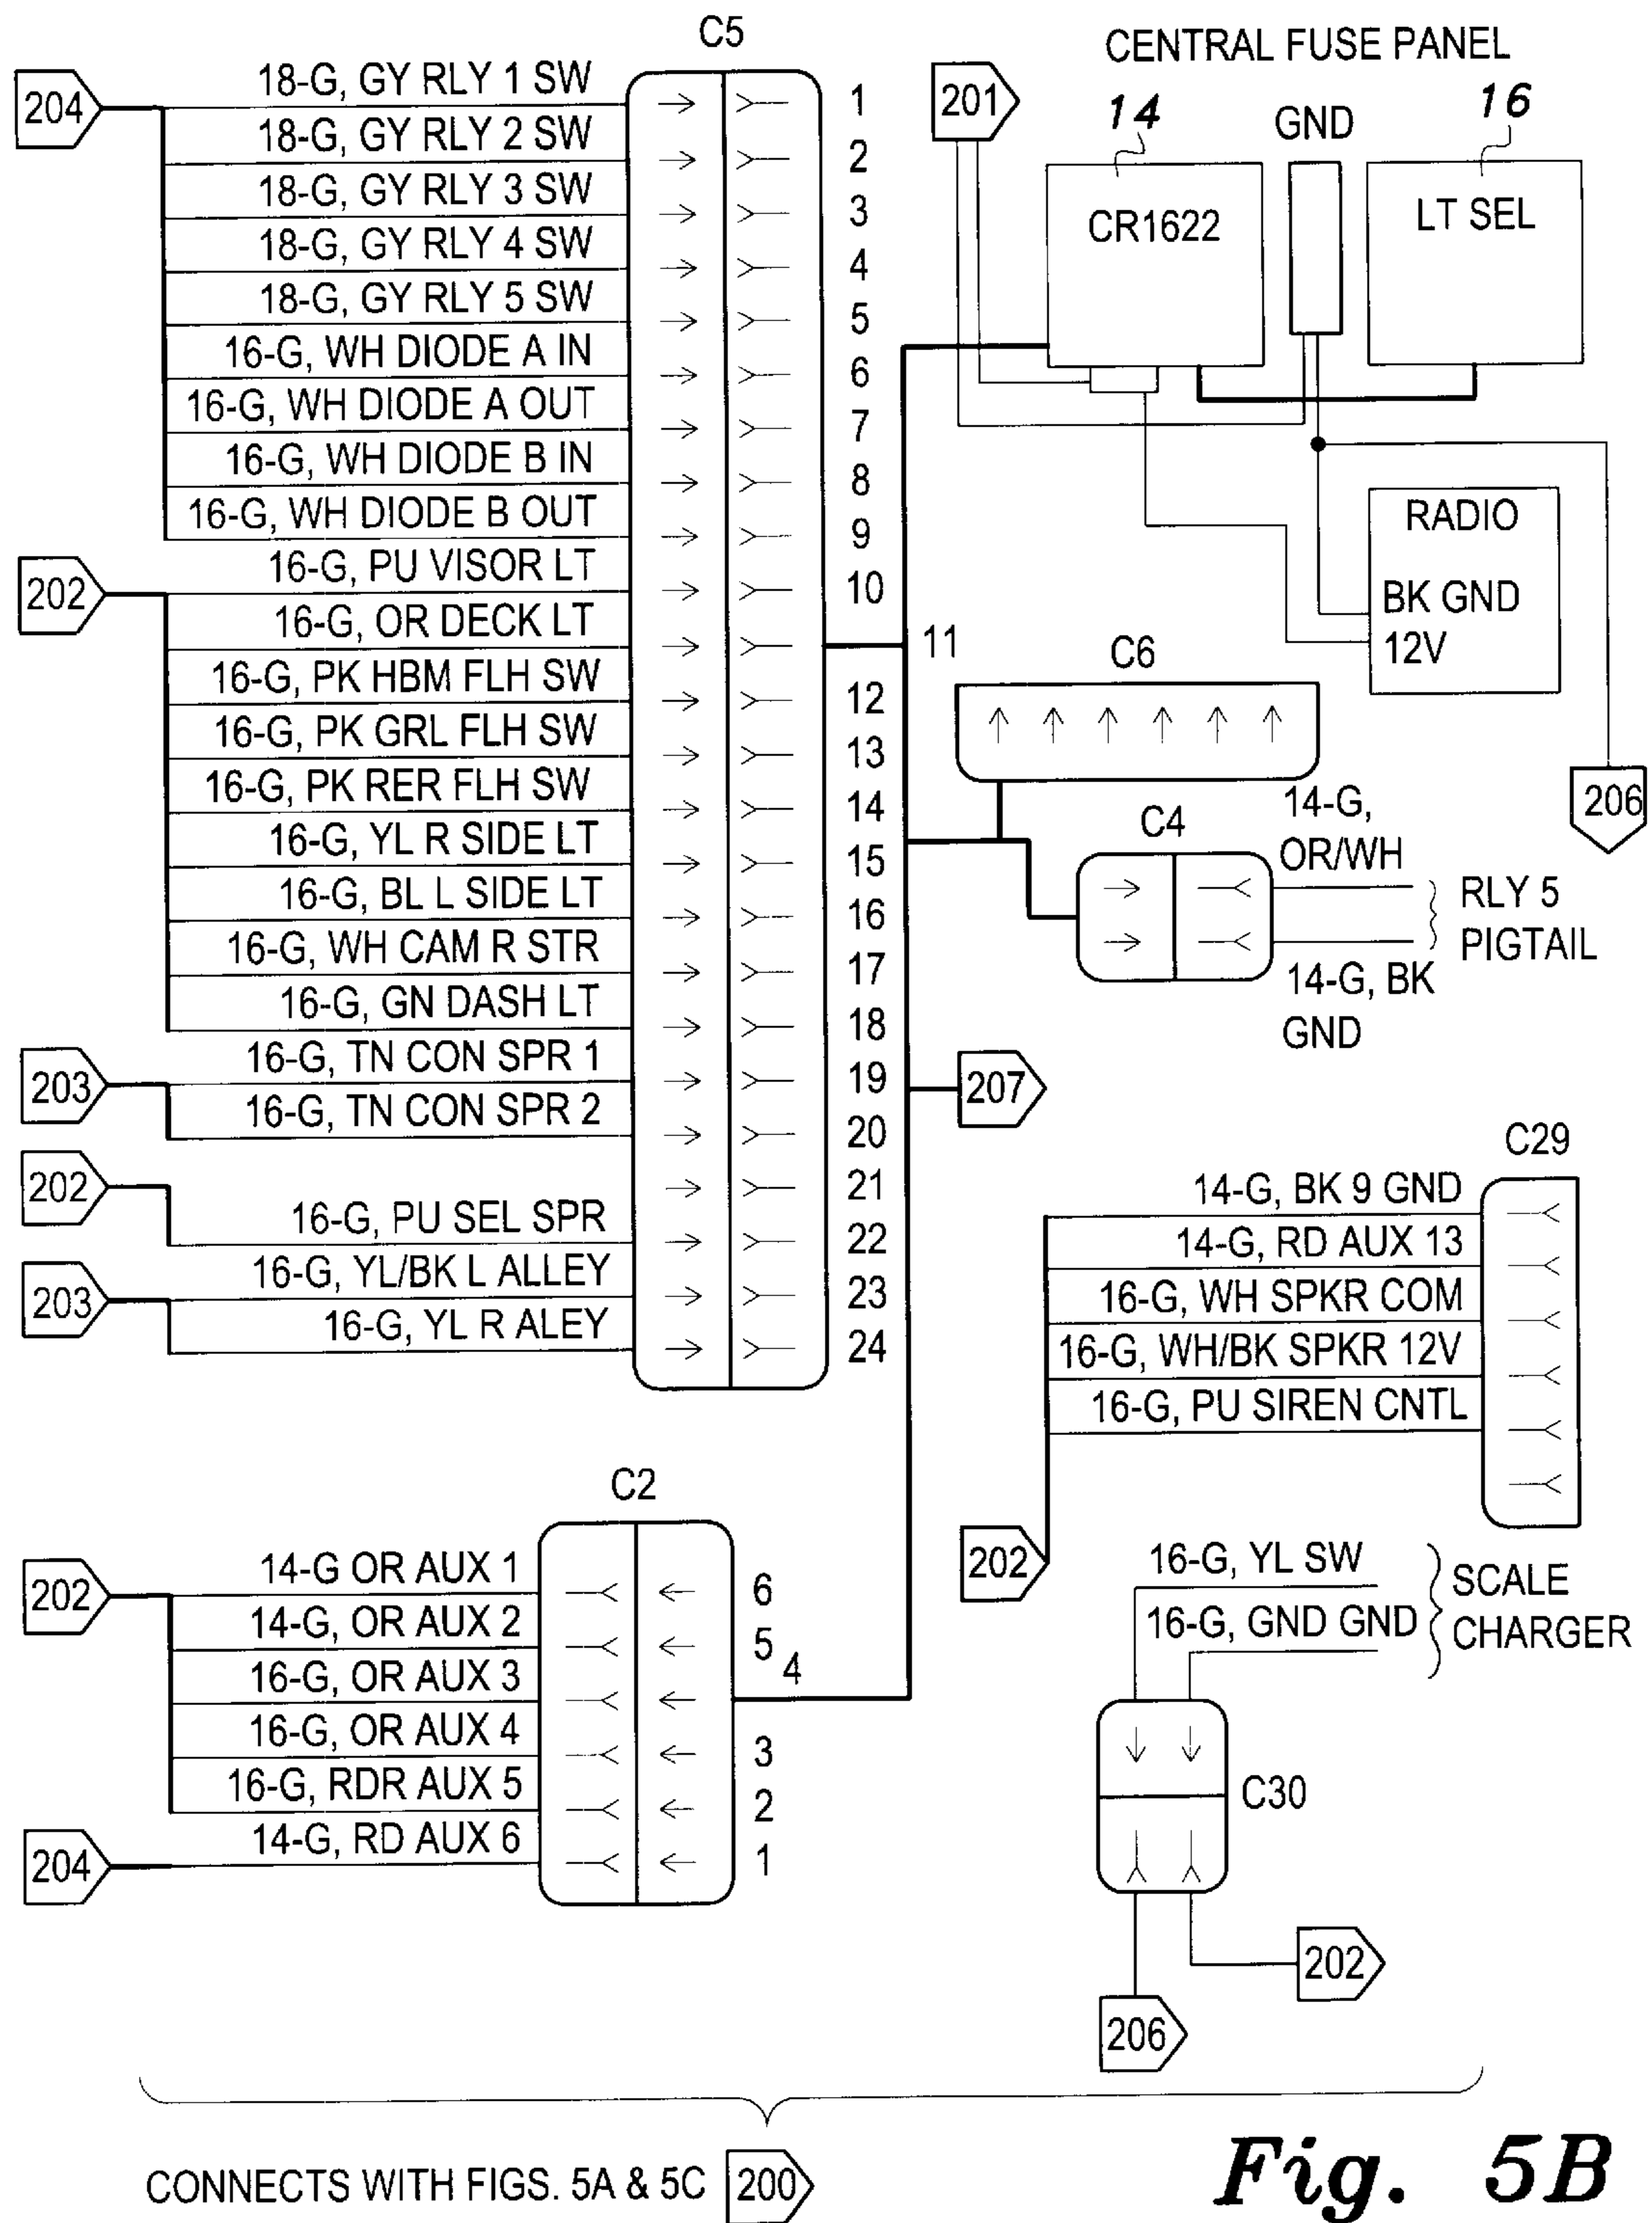 C5
204
18-G, GY RLY 1 SW
18-G, GY RLY 2 SW
18-G, GY RLY 3 SW
18-G, GY RLY 4 SW
18-G, GY RLY 5 SW
16-G, WH DIODE A IN
16-G, WH DIODE A OUT
16-G, WH DIODE B IN
16-G, WH DIODE B OUT
202
16-G, PU VISOR LT
16-G, OR DECK LT
16-G, PK HBM FLH SW
16-G, PK GRL FLH SW
16-G, PK RER FLH SW
16-G, YL R SIDE LT
16-G, BL L SIDE LT
16-G, WH CAM R STR
16-G, GN DASH LT
203
16-G, TN CON SPR 1
16-G, TN CON SPR 2
202
16-G, PU SEL SPR
203
16-G, YL/BK L ALLEY
16-G, YL R ALEY
1
2
3
4
5
6
7
8
9
10
11
12
13
14
15
16
17
18
19
20
21
22
23
24
CENTRAL FUSE PANEL
201
14
GND
16
CR1622
LT SEL
RADIO
BK GND
12V
206
C6
C4
14-G,
OR/WH
RLY 5
PIGTAIL
14-G, BK
GND
207
C29
14-G, BK 9 GND
14-G, RD AUX 13
16-G, WH SPKR COM
16-G, WH/BK SPKR 12V
16-G, PU SIREN CNTL
202
C2
202
14-G OR AUX 1
14-G, OR AUX 2
16-G, OR AUX 3
16-G, OR AUX 4
16-G, RDR AUX 5
204
14-G, RD AUX 6
6
5
4
3
2
1
16-G, YL SW
16-G, GND GND
SCALE
CHARGER
C30
202
206
CONNECTS WITH FIGS. 5A & 5C
200
Fig. 5B